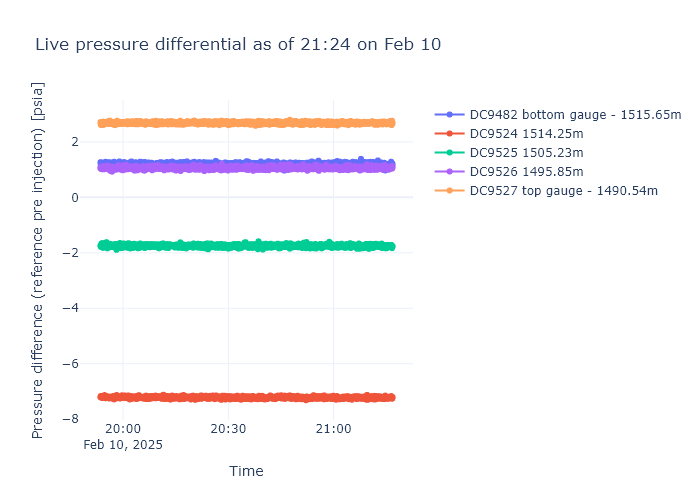 Live pressure differential as of 21:24 on Feb 10
Pressure difference (reference pre injection) [psia]
2
0
−2
−4
−6
−8
20:00
Feb 10, 2025
20:30
21:00
Time
DC9482 bottom gauge - 1515.65m
DC9524 1514.25m
DC9525 1505.23m
DC9526 1495.85m
DC9527 top gauge - 1490.54m